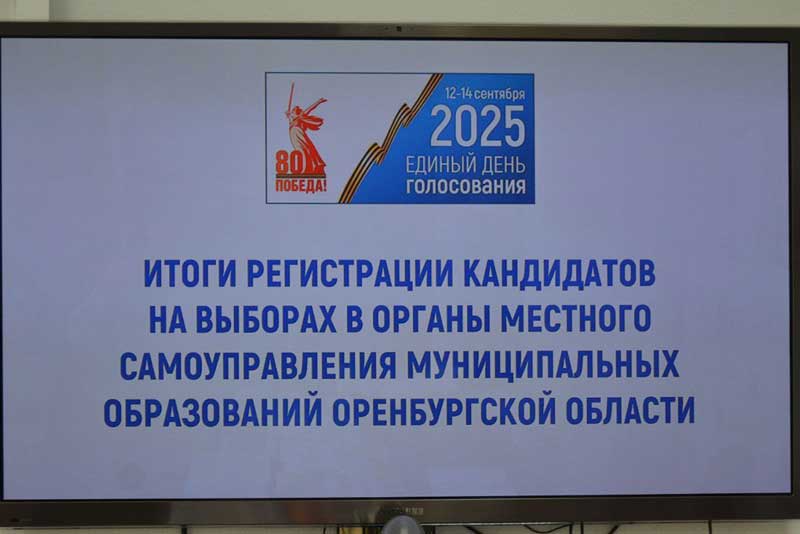 80
ПОБЕДА!
12-14 сентября
2025
ЕДИНЫЙ ДЕНЬ
ГОЛОСОВАНИЯ
ИТОГИ РЕГИСТРАЦИИ КАНДИДАТОВ
НА ВЫБОРАХ В ОРГАНЫ МЕСТНОГО
САМОУПРАВЛЕНИЯ МУНИЦИПАЛЬНЫХ
ОБРАЗОВАНИЙ ОРЕНБУРГСКОЙ ОБЛАСТИ